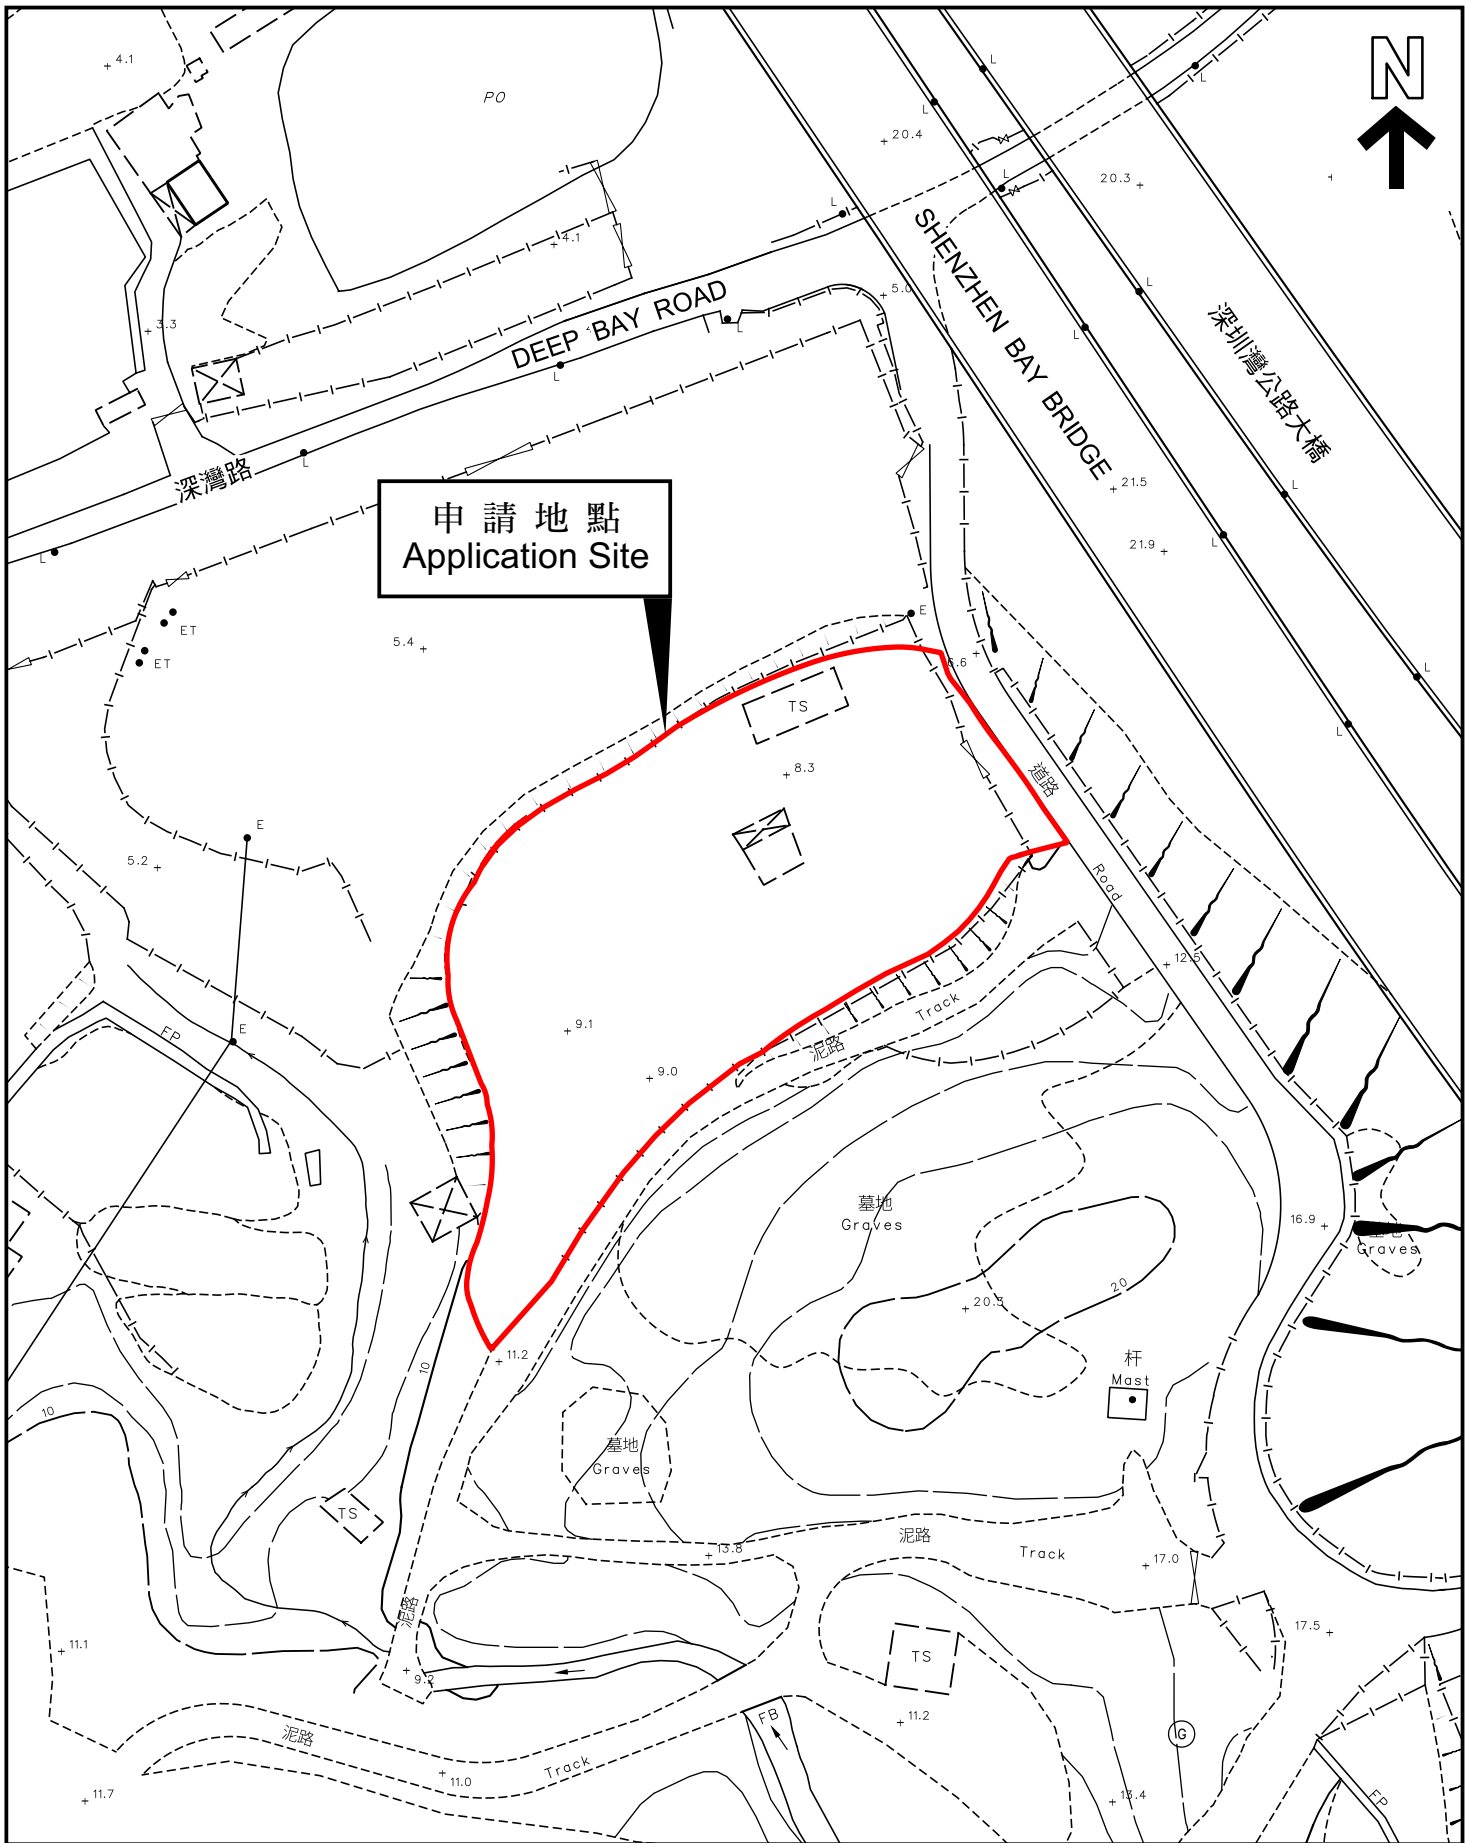 N
4.1
PO
L
L
L
20.4
L
20.3
L
L
4.1
SHENZHEN BAY BRIDGE
深圳灣公路大橋
L
L
3.3
5.0
DEEP BAY ROAD
L
L
L
深灣路
21.5
L
申請地點
Application Site
21.9
L
L
ET
E
5.4
ET
6.6
L
TS
L
8.3
道路
E
5.2
Road
12.5
Track
FP
E
9.1
泥路
9.0
墓地
Graves
16.9
墓地
Graves
20
20.3
11.2
10
杆
Mast
10
墓地
Graves
TS
泥路
Track
13.8
17.0
泥路
11.1
17.5
TS
9.2
11.2
FB
G
泥路
Track
11.0
11.7
13.4
FP